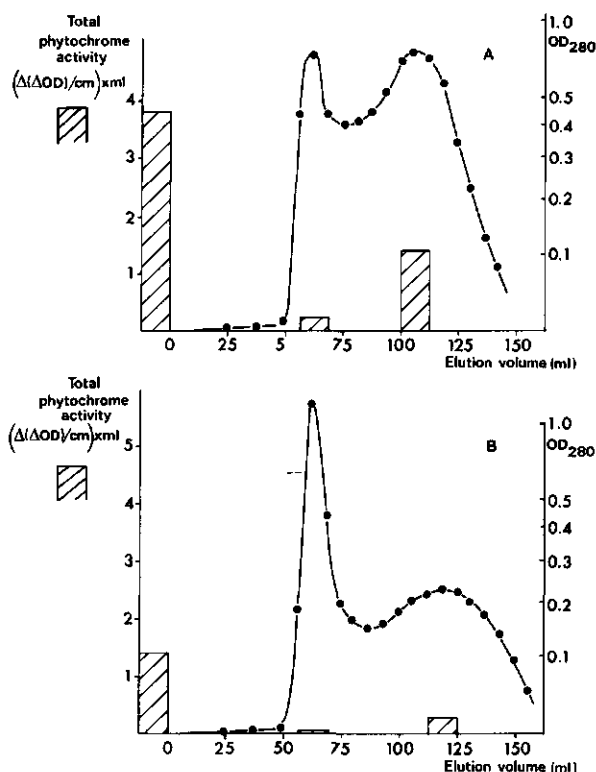 Total
phytochrome
activity
(Δ(ΔOD)/cm)xml
4
3
2
1
A
1.0
OD280
0.5
0.4
0.3
0.2
0.1
0 25 5 75 100 125 150
Elution volume (ml)
Total
phytochrome
activity
(Δ(ΔOD)/cm)xml
5
4
3
2
1
B
1.0
OD280
0.5
0.4
0.3
0.2
0.1
0 25 50 75 100 125 150
Elution volume (ml)